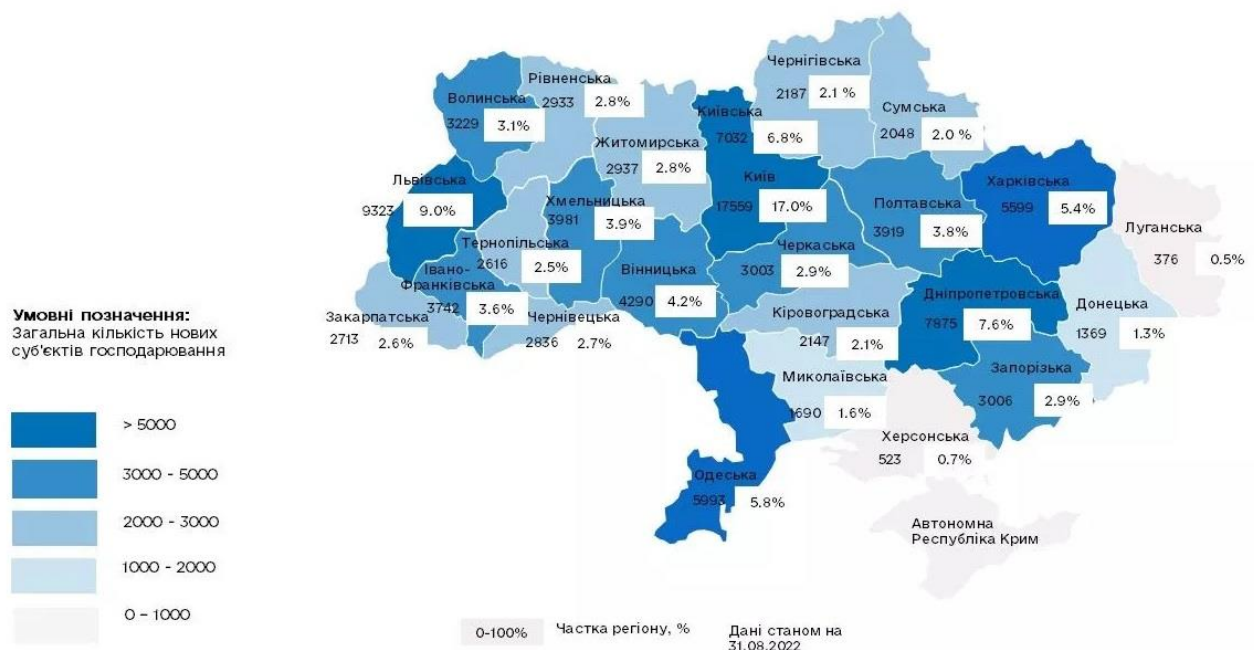 Чернігівська
2187 2.1 %
Рівненська
2933 2.8%
Волинська
3229 3.1%
Київська
7032 6.8%
Сумська
2048 2.0 %
Житомирська
2937 2.8%
Львівська
9323 9.0%
Київ
17559 17.0%
Харківська
5599 5.4%
Хмельницька
3981 3.9%
Полтавська
3919 3.8%
Луганська
376 0.5%
Тернопільська
2616 2.5%
Черкаська
3003 2.9%
Вінницька
4290 4.2%
Івано-
Франківська
3742 3.6%
Дніпропетровська
7875 7.6%
Донецька
1369 1.3%
Закарпатська
2713 2.6%
Чернівецька
2836 2.7%
Кіровоградська
2147 2.1%
Запорізька
3006 2.9%
Миколаївська
1690 1.6%
Херсонська
523 0.7%
Одеська
5993 5.8%
Автономна
Республіка Крим
Умовні позначення:
Загальна кількість нових
суб'єктів господарювання
> 5000
3000 - 5000
2000 - 3000
1000 - 2000
0 - 1000
0-100% Частка регіону, %
Дані станом на
31.08.2022